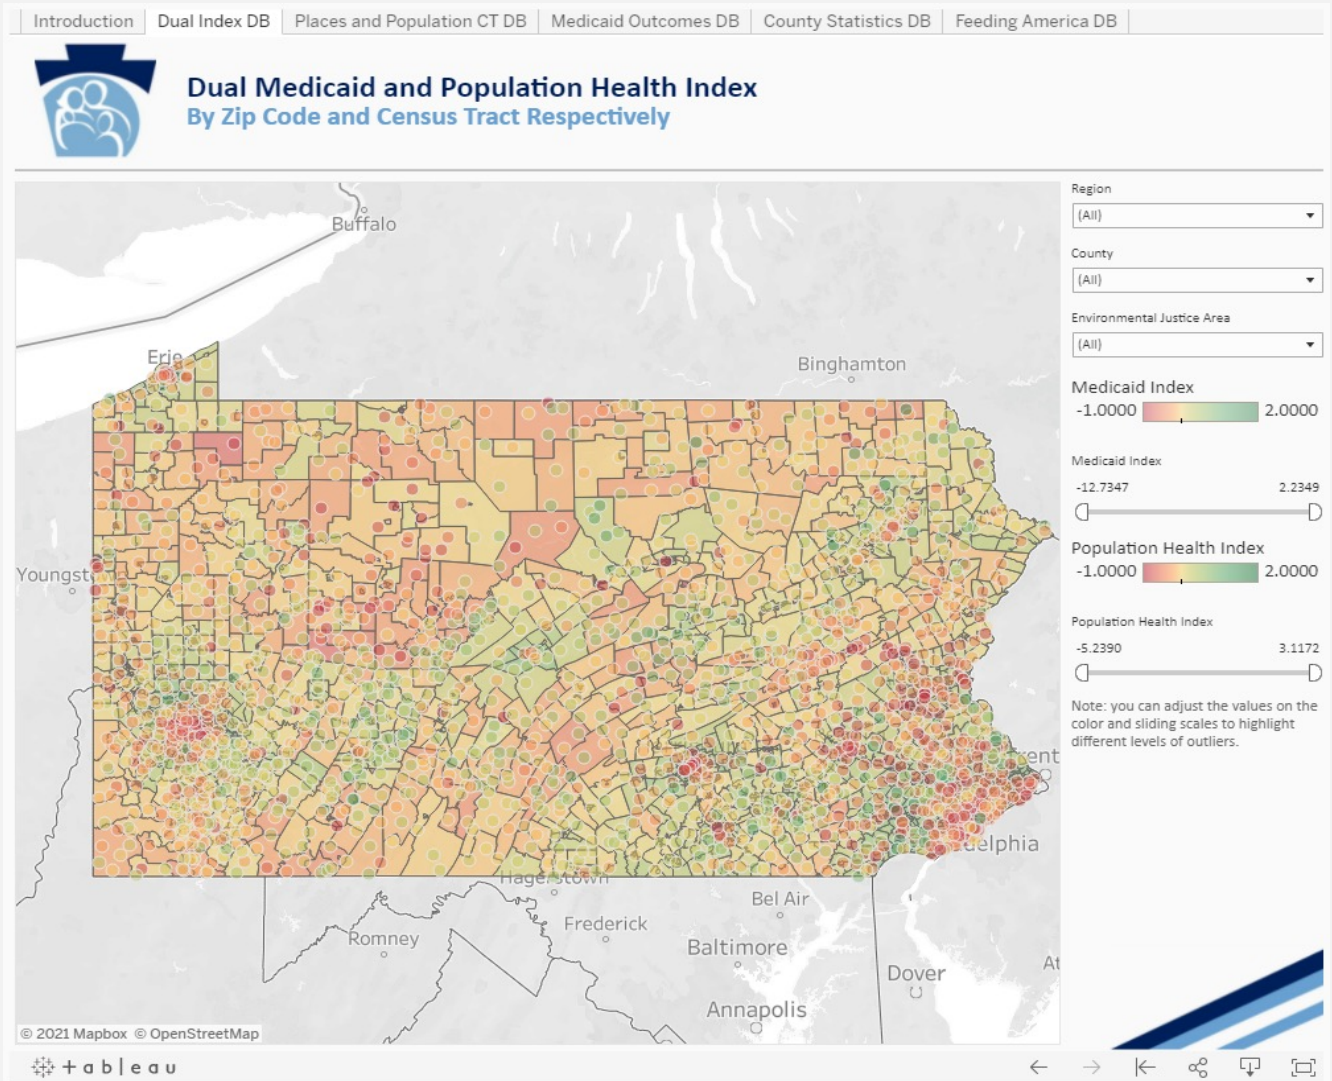 Introduction Dual Index DB Places and Population CT DB Medicaid Outcomes DB County Statistics DB Feeding America DB
Dual Medicaid and Population Health Index
By Zip Code and Census Tract Respectively
Buffalo
Erie
Binghamton
Youngst
ent
delphia
Hagerstown
Bel Air
Frederick
Romney
Baltimore
Dover
At
Annapolis
© 2021 Mapbox © OpenStreetMap
Region
(All)
County
(All)
Environmental Justice Area
(All)
Medicaid Index
-1.0000 2.0000
Medicaid Index
-12.7347 2.2349
Population Health Index
-1.0000 2.0000
Population Health Index
-5.2390 3.1172
Note: you can adjust the values on the
color and sliding scales to highlight
different levels of outliers.
+ a b l e a u